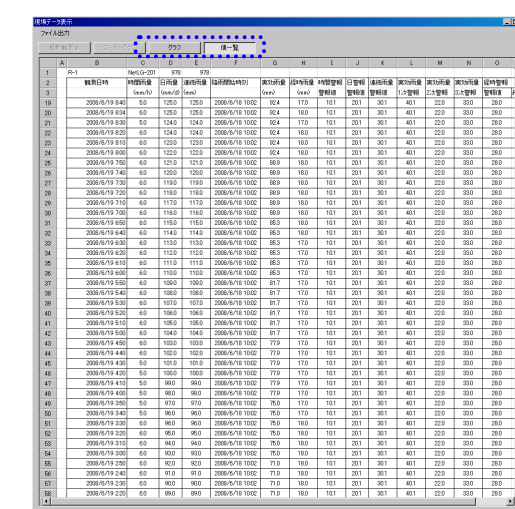 現場データ表示
ファイル出力
グラフ 値一覧
A B C D E F G H I J K L M N O
1 R-1 NetLG-201 978 978
2 観測日時 時間雨量 日雨量 連続雨量 降雨開始時刻 実効雨量 経時雨量 時間警報 日警報 連続雨量 実効雨量 実効雨量 実効雨量 経時警報
3 (mm/h) (mm/d) (mm) (mm) (mm) 警報値 警報値 警報値 1次警報 2次警報 3次警報 警報値
19 2008/6/19 8:40 5.0 125.0 125.0 2008/6/18 10:02 92.4 17.0 10.1 20.1 30.1 40.1 22.0 33.0 28.0
20 2008/6/19 8:34 6.0 125.0 125.0 2008/6/18 10:02 92.4 18.0 10.1 20.1 30.1 40.1 22.0 33.0 28.0
21 2008/6/19 8:30 5.0 124.0 124.0 2008/6/18 10:02 92.4 17.0 10.1 20.1 30.1 40.1 22.0 33.0 28.0
22 2008/6/19 8:20 6.0 124.0 124.0 2008/6/18 10:02 92.4 18.0 10.1 20.1 30.1 40.1 22.0 33.0 28.0
23 2008/6/19 8:10 6.0 123.0 123.0 2008/6/18 10:02 92.4 18.0 10.1 20.1 30.1 40.1 22.0 33.0 28.0
24 2008/6/19 8:00 6.0 122.0 122.0 2008/6/18 10:02 92.4 18.0 10.1 20.1 30.1 40.1 22.0 33.0 28.0
25 2008/6/19 7:50 6.0 121.0 121.0 2008/6/18 10:02 88.9 18.0 10.1 20.1 30.1 40.1 22.0 33.0 28.0
26 2008/6/19 7:40 6.0 120.0 120.0 2008/6/18 10:02 88.9 18.0 10.1 20.1 30.1 40.1 22.0 33.0 28.0
27 2008/6/19 7:30 6.0 119.0 119.0 2008/6/18 10:02 88.9 18.0 10.1 20.1 30.1 40.1 22.0 33.0 28.0
28 2008/6/19 7:20 6.0 118.0 118.0 2008/6/18 10:02 88.9 18.0 10.1 20.1 30.1 40.1 22.0 33.0 28.0
29 2008/6/19 7:10 6.0 117.0 117.0 2008/6/18 10:02 88.9 18.0 10.1 20.1 30.1 40.1 22.0 33.0 28.0
30 2008/6/19 7:00 6.0 116.0 116.0 2008/6/18 10:02 88.9 18.0 10.1 20.1 30.1 40.1 22.0 33.0 28.0
31 2008/6/19 6:50 6.0 115.0 115.0 2008/6/18 10:02 85.3 17.0 10.1 20.1 30.1 40.1 22.0 33.0 28.0
32 2008/6/19 6:40 6.0 114.0 114.0 2008/6/18 10:02 85.3 18.0 10.1 20.1 30.1 40.1 22.0 33.0 28.0
33 2008/6/19 6:30 6.0 113.0 113.0 2008/6/18 10:02 85.3 18.0 10.1 20.1 30.1 40.1 22.0 33.0 28.0
34 2008/6/19 6:20 6.0 112.0 112.0 2008/6/18 10:02 85.3 18.0 10.1 20.1 30.1 40.1 22.0 33.0 28.0
35 2008/6/19 6:10 6.0 111.0 111.0 2008/6/18 10:02 85.3 17.0 10.1 20.1 30.1 40.1 22.0 33.0 28.0
36 2008/6/19 6:00 6.0 110.0 110.0 2008/6/18 10:02 85.3 18.0 10.1 20.1 30.1 40.1 22.0 33.0 28.0
37 2008/6/19 5:50 6.0 109.0 109.0 2008/6/18 10:02 81.7 17.0 10.1 20.1 30.1 40.1 22.0 33.0 28.0
38 2008/6/19 5:40 6.0 108.0 108.0 2008/6/18 10:02 81.7 18.0 10.1 20.1 30.1 40.1 22.0 33.0 28.0
39 2008/6/19 5:30 6.0 107.0 107.0 2008/6/18 10:02 81.7 18.0 10.1 20.1 30.1 40.1 22.0 33.0 28.0
40 2008/6/19 5:20 6.0 106.0 106.0 2008/6/18 10:02 81.7 18.0 10.1 20.1 30.1 40.1 22.0 33.0 28.0
41 2008/6/19 5:10 6.0 105.0 105.0 2008/6/18 10:02 81.7 17.0 10.1 20.1 30.1 40.1 22.0 33.0 28.0
42 2008/6/19 5:00 6.0 104.0 104.0 2008/6/18 10:02 81.7 18.0 10.1 20.1 30.1 40.1 22.0 33.0 28.0
43 2008/6/19 4:50 6.0 103.0 103.0 2008/6/18 10:02 77.9 17.0 10.1 20.1 30.1 40.1 22.0 33.0 28.0
44 2008/6/19 4:40 6.0 102.0 102.0 2008/6/18 10:02 77.9 18.0 10.1 20.1 30.1 40.1 22.0 33.0 28.0
45 2008/6/19 4:30 6.0 101.0 101.0 2008/6/18 10:02 77.9 18.0 10.1 20.1 30.1 40.1 22.0 33.0 28.0
46 2008/6/19 4:20 6.0 100.0 100.0 2008/6/18 10:02 77.9 18.0 10.1 20.1 30.1 40.1 22.0 33.0 28.0
47 2008/6/19 4:10 6.0 99.0 99.0 2008/6/18 10:02 77.9 17.0 10.1 20.1 30.1 40.1 22.0 33.0 28.0
48 2008/6/19 4:00 6.0 98.0 98.0 2008/6/18 10:02 77.9 18.0 10.1 20.1 30.1 40.1 22.0 33.0 28.0
49 2008/6/19 3:50 6.0 97.0 97.0 2008/6/18 10:02 75.0 17.0 10.1 20.1 30.1 40.1 22.0 33.0 28.0
50 2008/6/19 3:40 6.0 96.0 96.0 2008/6/18 10:02 75.0 18.0 10.1 20.1 30.1 40.1 22.0 33.0 28.0
51 2008/6/19 3:30 6.0 96.0 96.0 2008/6/18 10:02 75.0 18.0 10.1 20.1 30.1 40.1 22.0 33.0 28.0
52 2008/6/19 3:20 6.0 95.0 95.0 2008/6/18 10:02 75.0 18.0 10.1 20.1 30.1 40.1 22.0 33.0 28.0
53 2008/6/19 3:10 6.0 94.0 94.0 2008/6/18 10:02 75.0 18.0 10.1 20.1 30.1 40.1 22.0 33.0 28.0
54 2008/6/19 3:00 6.0 93.0 93.0 2008/6/18 10:02 75.0 18.0 10.1 20.1 30.1 40.1 22.0 33.0 28.0
55 2008/6/19 2:50 6.0 92.0 92.0 2008/6/18 10:02 71.0 17.0 10.1 20.1 30.1 40.1 22.0 33.0 28.0
56 2008/6/19 2:40 6.0 91.0 91.0 2008/6/18 10:02 71.0 18.0 10.1 20.1 30.1 40.1 22.0 33.0 28.0
57 2008/6/19 2:30 6.0 90.0 90.0 2008/6/18 10:02 71.0 18.0 10.1 20.1 30.1 40.1 22.0 33.0 28.0
58 2008/6/19 2:20 6.0 89.0 89.0 2008/6/18 10:02 71.0 18.0 10.1 20.1 30.1 40.1 22.0 33.0 28.0